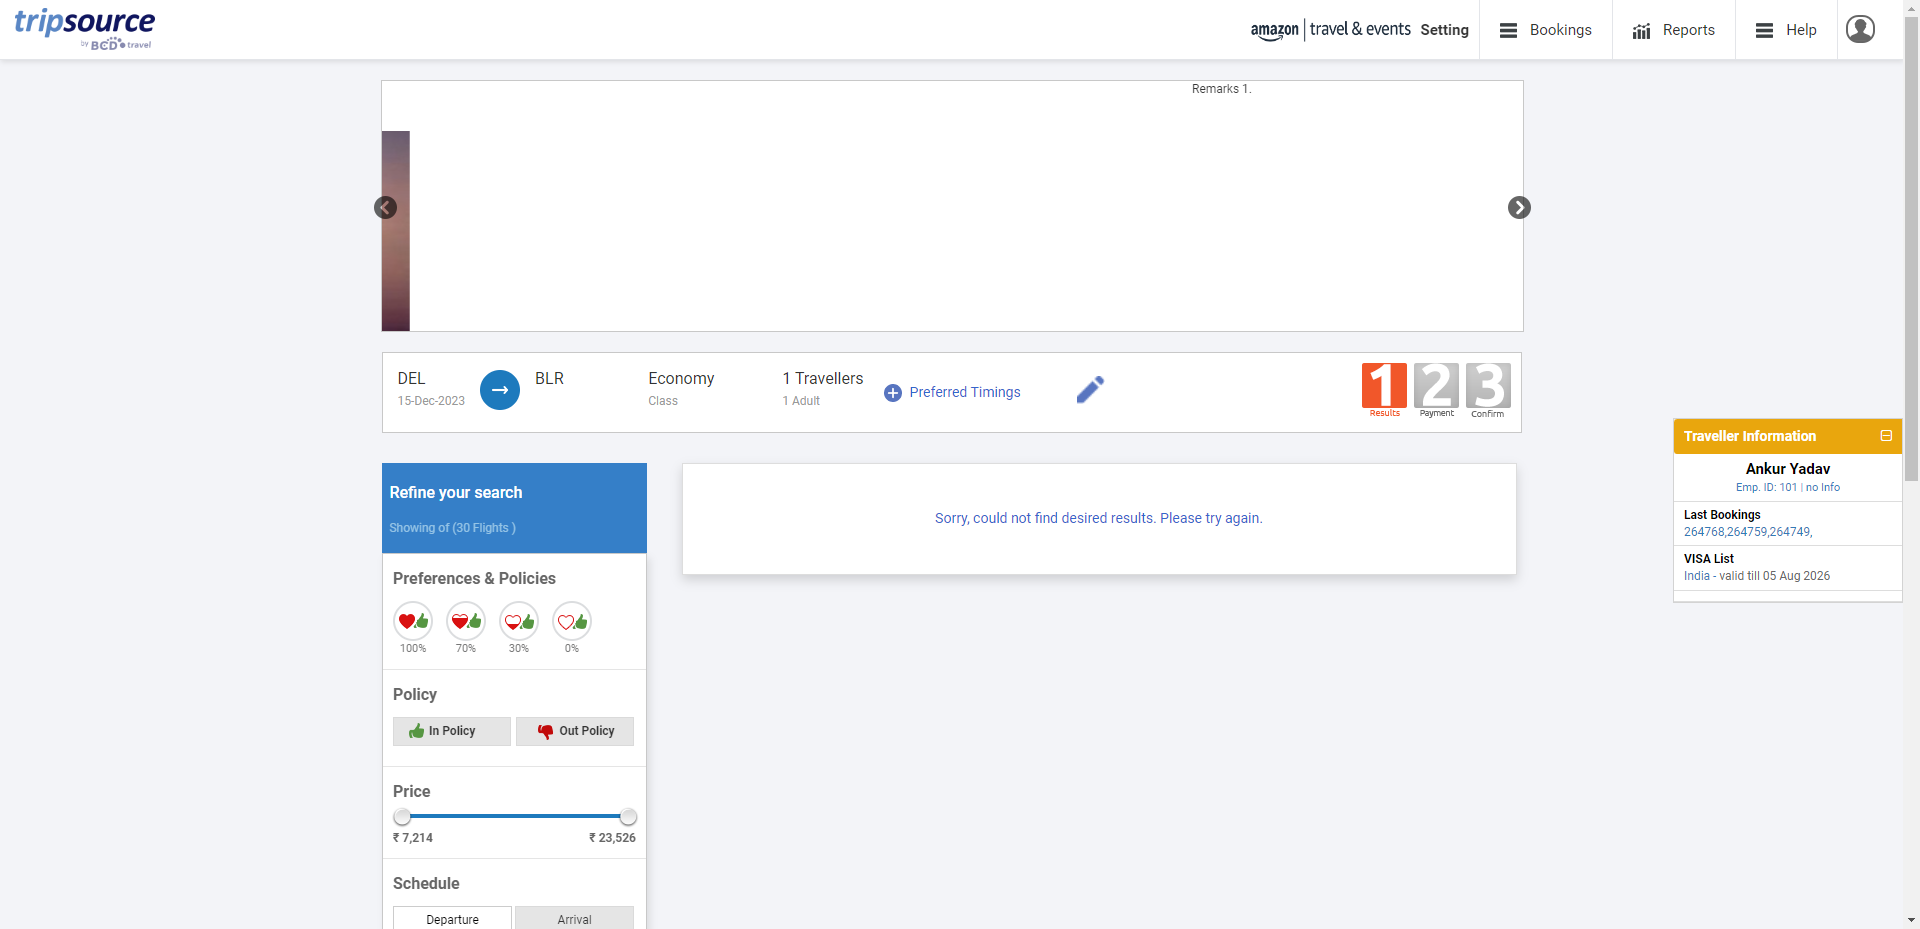 tripsource
by BCD travel
amazon travel & events Setting
Bookings
Reports
Help
Remarks 1.
DEL
15-Dec-2023
BLR
Economy
Class
1 Travellers
1 Adult
Preferred Timings
1 2 3
Results Payment Confirm
Traveller Information
Ankur Yadav
Emp. ID: 101 | no Info
Last Bookings
264768,264759,264749,
VISA List
India - valid till 05 Aug 2026
Refine your search
Showing of (30 Flights )
Sorry, could not find desired results. Please try again.
Preferences & Policies
100% 70% 30% 0%
Policy
In Policy Out Policy
Price
₹ 7,214 ₹ 23,526
Schedule
Departure Arrival